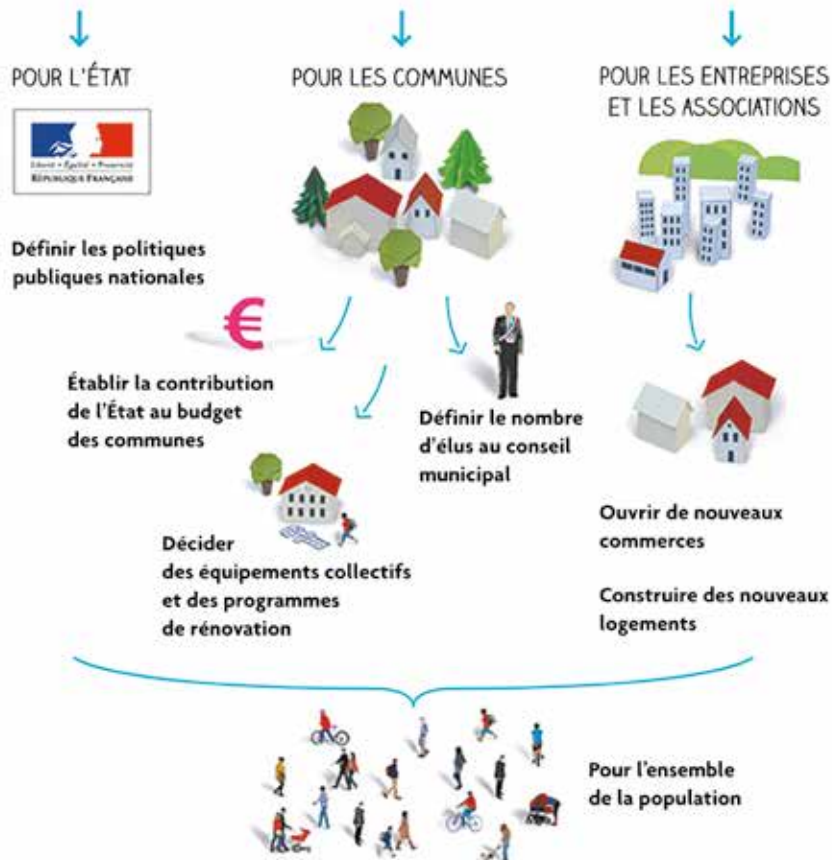 POUR L'ÉTAT
Liberté • Égalité • Fraternité
RÉPUBLIQUE FRANÇAISE
Définir les politiques
publiques nationales
POUR LES COMMUNES
€
Établir la contribution
de l'État au budget
des communes
Définir le nombre
d'élus au conseil
municipal
Décider
des équipements collectifs
et des programmes
de rénovation
POUR LES ENTREPRISES
ET LES ASSOCIATIONS
Ouvrir de nouveaux
commerces
Construire des nouveaux
logements
Pour l'ensemble
de la population